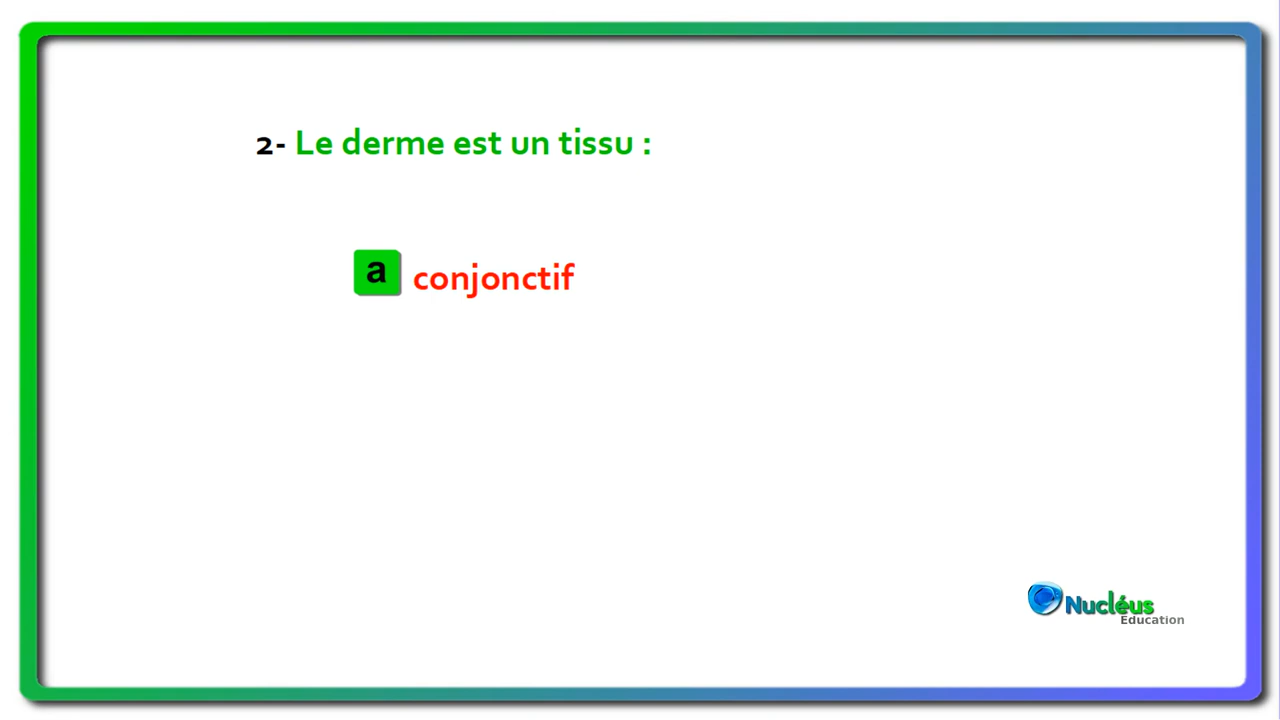 2- Le derme est un tissu :
a conjonctif
Nucléus
Education